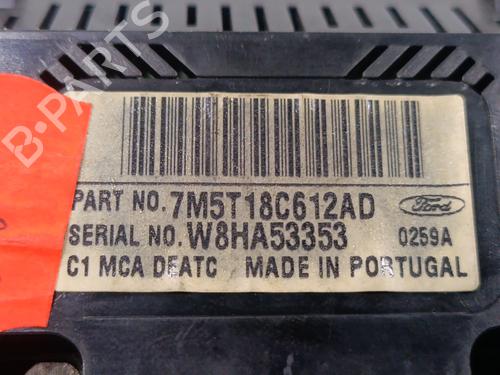 B-PARTS
PART NO. 7M5T18C612AD
Ford
SERIAL NO. W8HA53353 0259A
C1 MCA DEATC MADE IN PORTUGAL